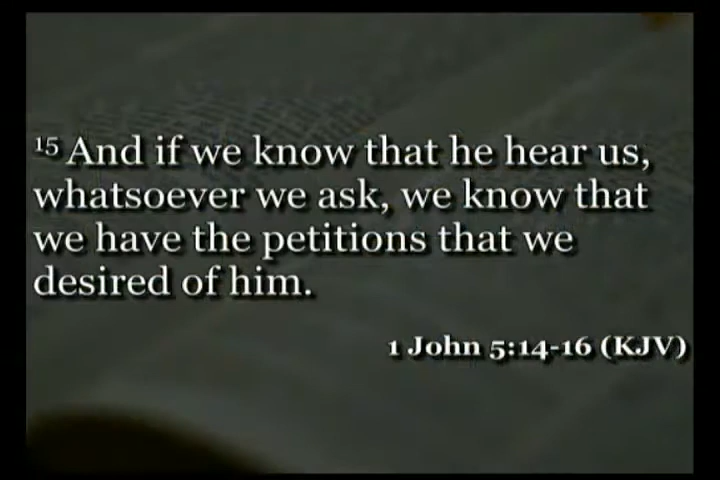 15 And if we know that he hear us,
whatsoever we ask, we know that
we have the petitions that we
desired of him.
1 John 5:14-16 (KJV)